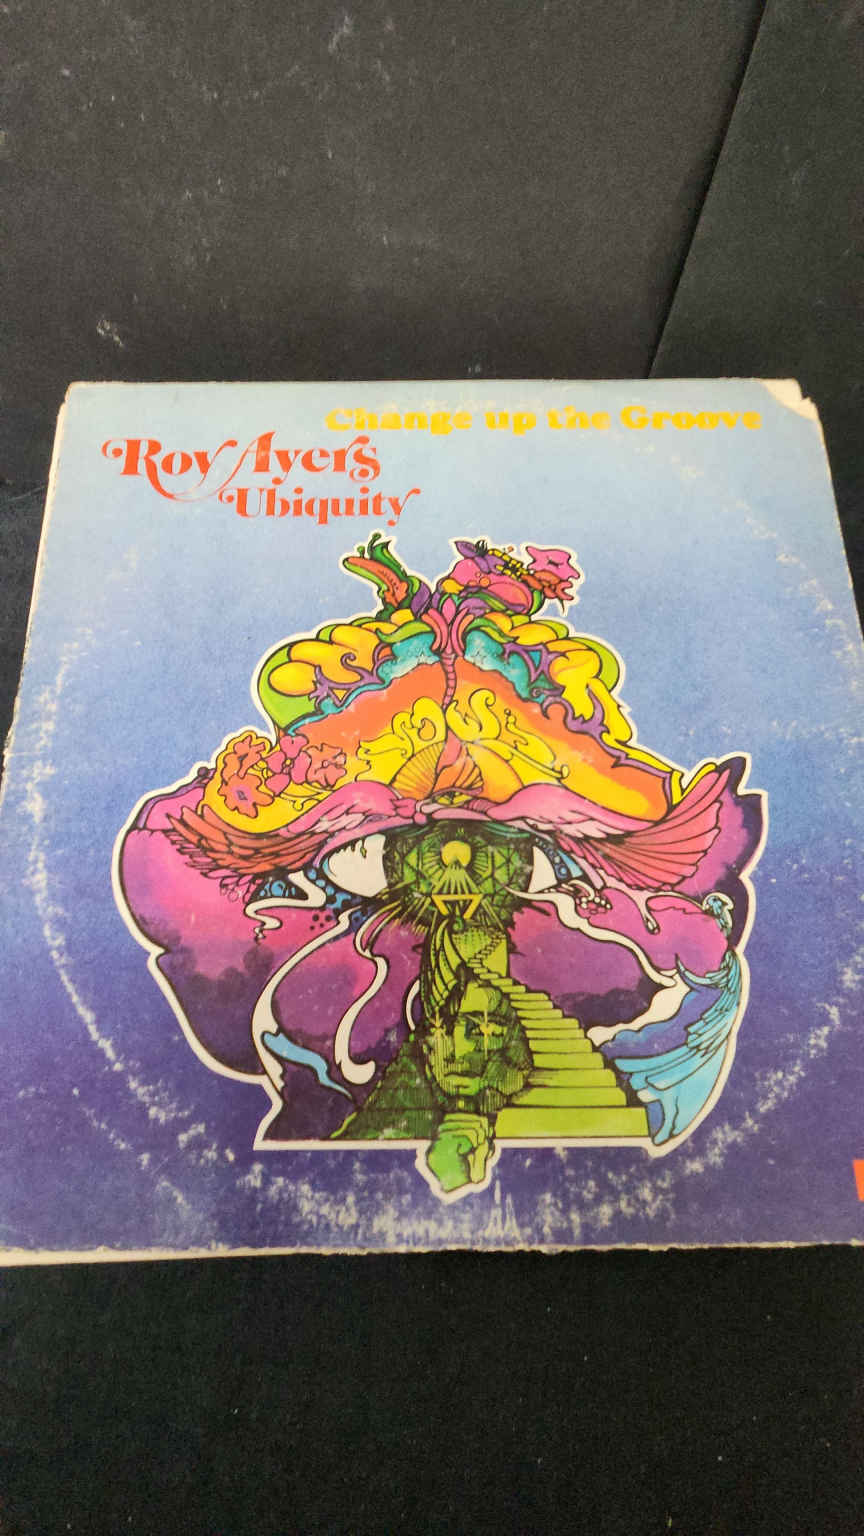 Change up the Groove
Roy Ayers
Ubiquity